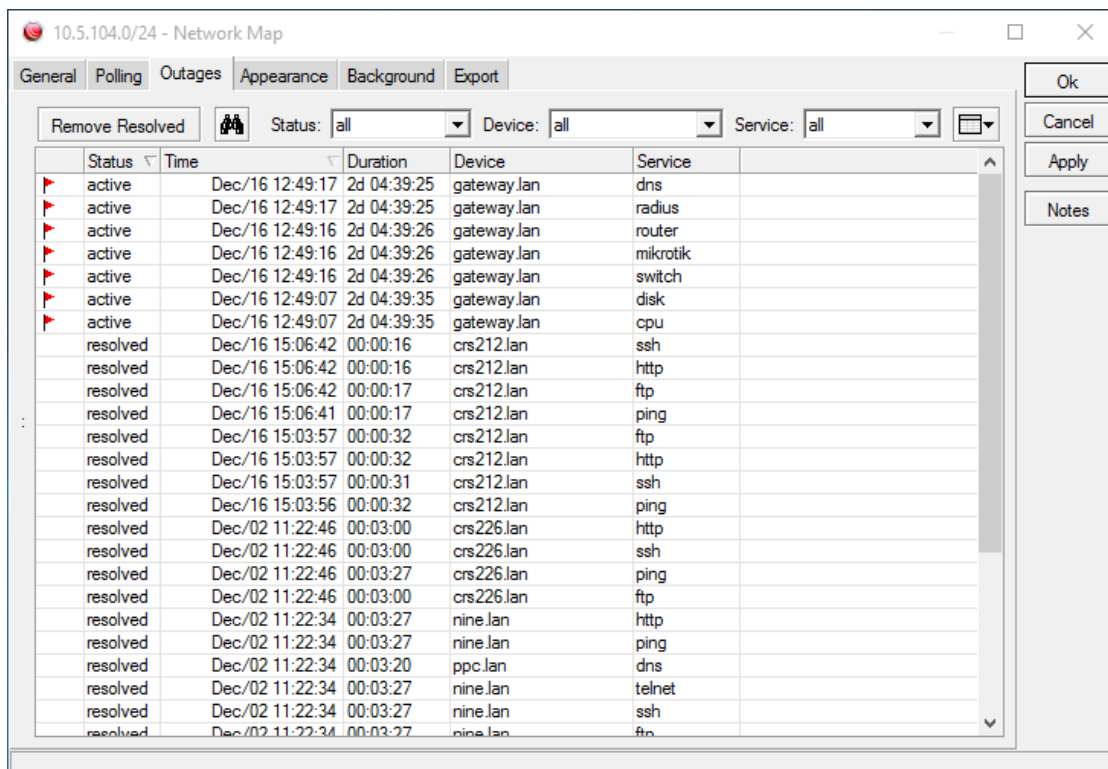 10.5.104.0/24 - Network Map
General Polling Outages Appearance Background Export
Ok
Remove Resolved Status: all Device: all Service: all
Cancel
Status Time Duration Device Service
Apply
active Dec/16 12:49:17 2d 04:39:25 gateway.lan dns
active Dec/16 12:49:17 2d 04:39:25 gateway.lan radius
Notes
active Dec/16 12:49:16 2d 04:39:26 gateway.lan router
active Dec/16 12:49:16 2d 04:39:26 gateway.lan mikrotik
active Dec/16 12:49:16 2d 04:39:26 gateway.lan switch
active Dec/16 12:49:07 2d 04:39:35 gateway.lan disk
active Dec/16 12:49:07 2d 04:39:35 gateway.lan cpu
resolved Dec/16 15:06:42 00:00:16 crs212.lan ssh
resolved Dec/16 15:06:42 00:00:16 crs212.lan http
resolved Dec/16 15:06:42 00:00:17 crs212.lan ftp
resolved Dec/16 15:06:41 00:00:17 crs212.lan ping
resolved Dec/16 15:03:57 00:00:32 crs212.lan ftp
resolved Dec/16 15:03:57 00:00:32 crs212.lan http
resolved Dec/16 15:03:57 00:00:31 crs212.lan ssh
resolved Dec/16 15:03:56 00:00:32 crs212.lan ping
resolved Dec/02 11:22:46 00:03:00 crs226.lan http
resolved Dec/02 11:22:46 00:03:00 crs226.lan ssh
resolved Dec/02 11:22:46 00:03:27 crs226.lan ping
resolved Dec/02 11:22:46 00:03:00 crs226.lan ftp
resolved Dec/02 11:22:34 00:03:27 nine.lan http
resolved Dec/02 11:22:34 00:03:27 nine.lan ping
resolved Dec/02 11:22:34 00:03:20 ppc.lan dns
resolved Dec/02 11:22:34 00:03:27 nine.lan telnet
resolved Dec/02 11:22:34 00:03:27 nine.lan ssh
resolved Dec/02 11:22:34 00:03:27 nine.lan ftp